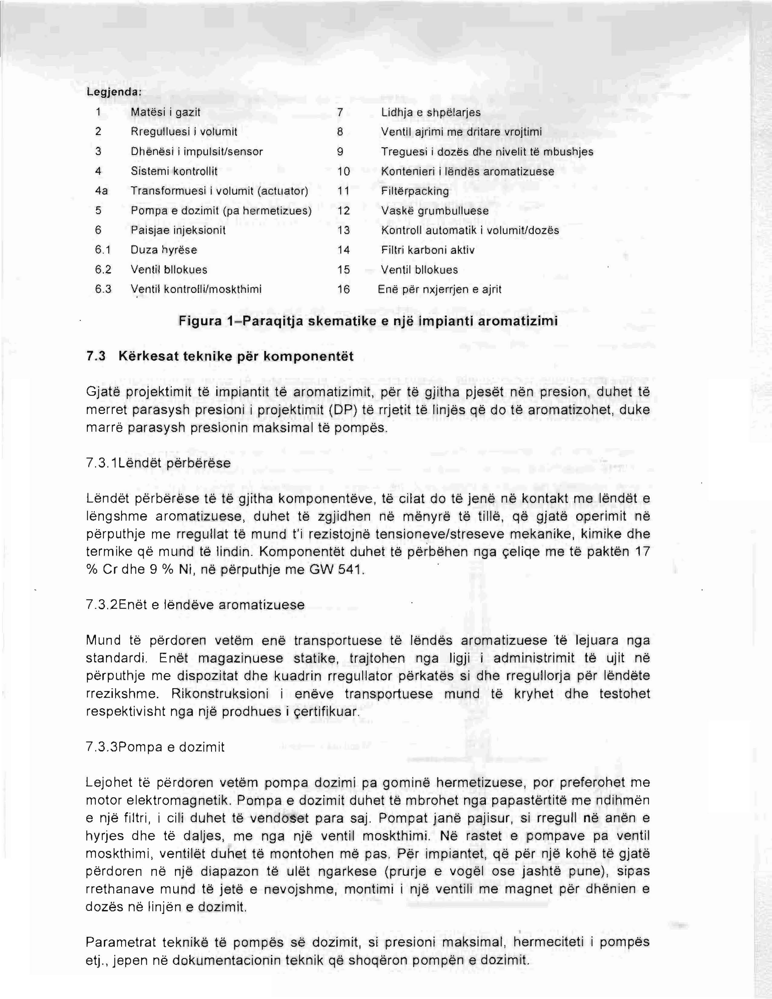 Legjenda:
1 Matësi i gazit 7 Lidhja e shpëlarjes
2 Rregulluesi i volumit 8 Ventil ajrimi me dritare vrojtimi
3 Dhënësi i impulsit/sensor 9 Treguesi i dozës dhe nivelit të mbushjes
4 Sistemi kontrollit 10 Kontenieri i lëndës aromatizuese
4a Transformuesi i volumit (actuator) 11 Filtërpacking
5 Pompa e dozimit (pa hermetizues) 12 Vaskë grumbulluese
6 Paisjae injeksionit 13 Kontroll automatik i volumit/dozës
6.1 Duza hyrëse 14 Filtri karboni aktiv
6.2 Ventil bllokues 15 Ventil bllokues
6.3 Ventil kontrolli/moskthimi 16 Enë për nxjerrjen e ajrit
Figura 1–Paraqitja skematike e një impianti aromatizimi
7.3 Kërkesat teknike për komponentët
Gjatë projektimit të impiantit të aromatizimit, për të gjitha pjesët nën presion, duhet të
merret parasysh presioni i projektimit (DP) të rrjetit të linjës që do të aromatizohet, duke
marrë parasysh presionin maksimal të pompës.
7.3.1Lëndët përbërëse
Lëndët përbërëse të të gjitha komponentëve, të cilat do të jenë në kontakt me lëndët e
lëngshme aromatizuese, duhet të zgjidhen në mënyrë të tillë, që gjatë operimit në
përputhje me rregullat të mund t'i rezistojnë tensioneve/streseve mekanike, kimike dhe
termike që mund të lindin. Komponentët duhet të përbëhen nga çeliqe me të paktën 17
% Cr dhe 9 % Ni, në përputhje me GW 541.
7.3.2Enët e lëndëve aromatizuese
Mund të përdoren vetëm enë transportuese të lëndës aromatizuese të lejuara nga
standardi. Enët magazinuese statike, trajtohen nga ligji i administrimit të ujit në
përputhje me dispozitat dhe kuadrin rregullator përkatës si dhe rregullorja për lëndëte
rrezikshme. Rikonstruksioni i enëve transportuese mund të kryhet dhe testohet
respektivisht nga një prodhues i çertifikuar.
7.3.3Pompa e dozimit
Lejohet të përdoren vetëm pompa dozimi pa gominë hermetizuese, por preferohet me
motor elektromagnetik. Pompa e dozimit duhet të mbrohet nga papastërtitë me ndihmën
e një filtri, i cili duhet të vendoset para saj. Pompat janë pajisur, si rregull në anën e
hyrjes dhe të daljes, me nga një ventil moskthimi. Në rastet e pompave pa ventil
moskthimi, ventilët duhet të montohen më pas. Për impiantet, që për një kohë të gjatë
përdoren në një diapazon të ulët ngarkese (prurje e vogël ose jashtë pune), sipas
rrethanave mund të jetë e nevojshme, montimi i një ventili me magnet për dhënien e
dozës në linjën e dozimit.
Parametrat teknikë të pompës së dozimit, si presioni maksimal, hermeciteti i pompës
etj., jepen në dokumentacionin teknik që shoqëron pompën e dozimit.